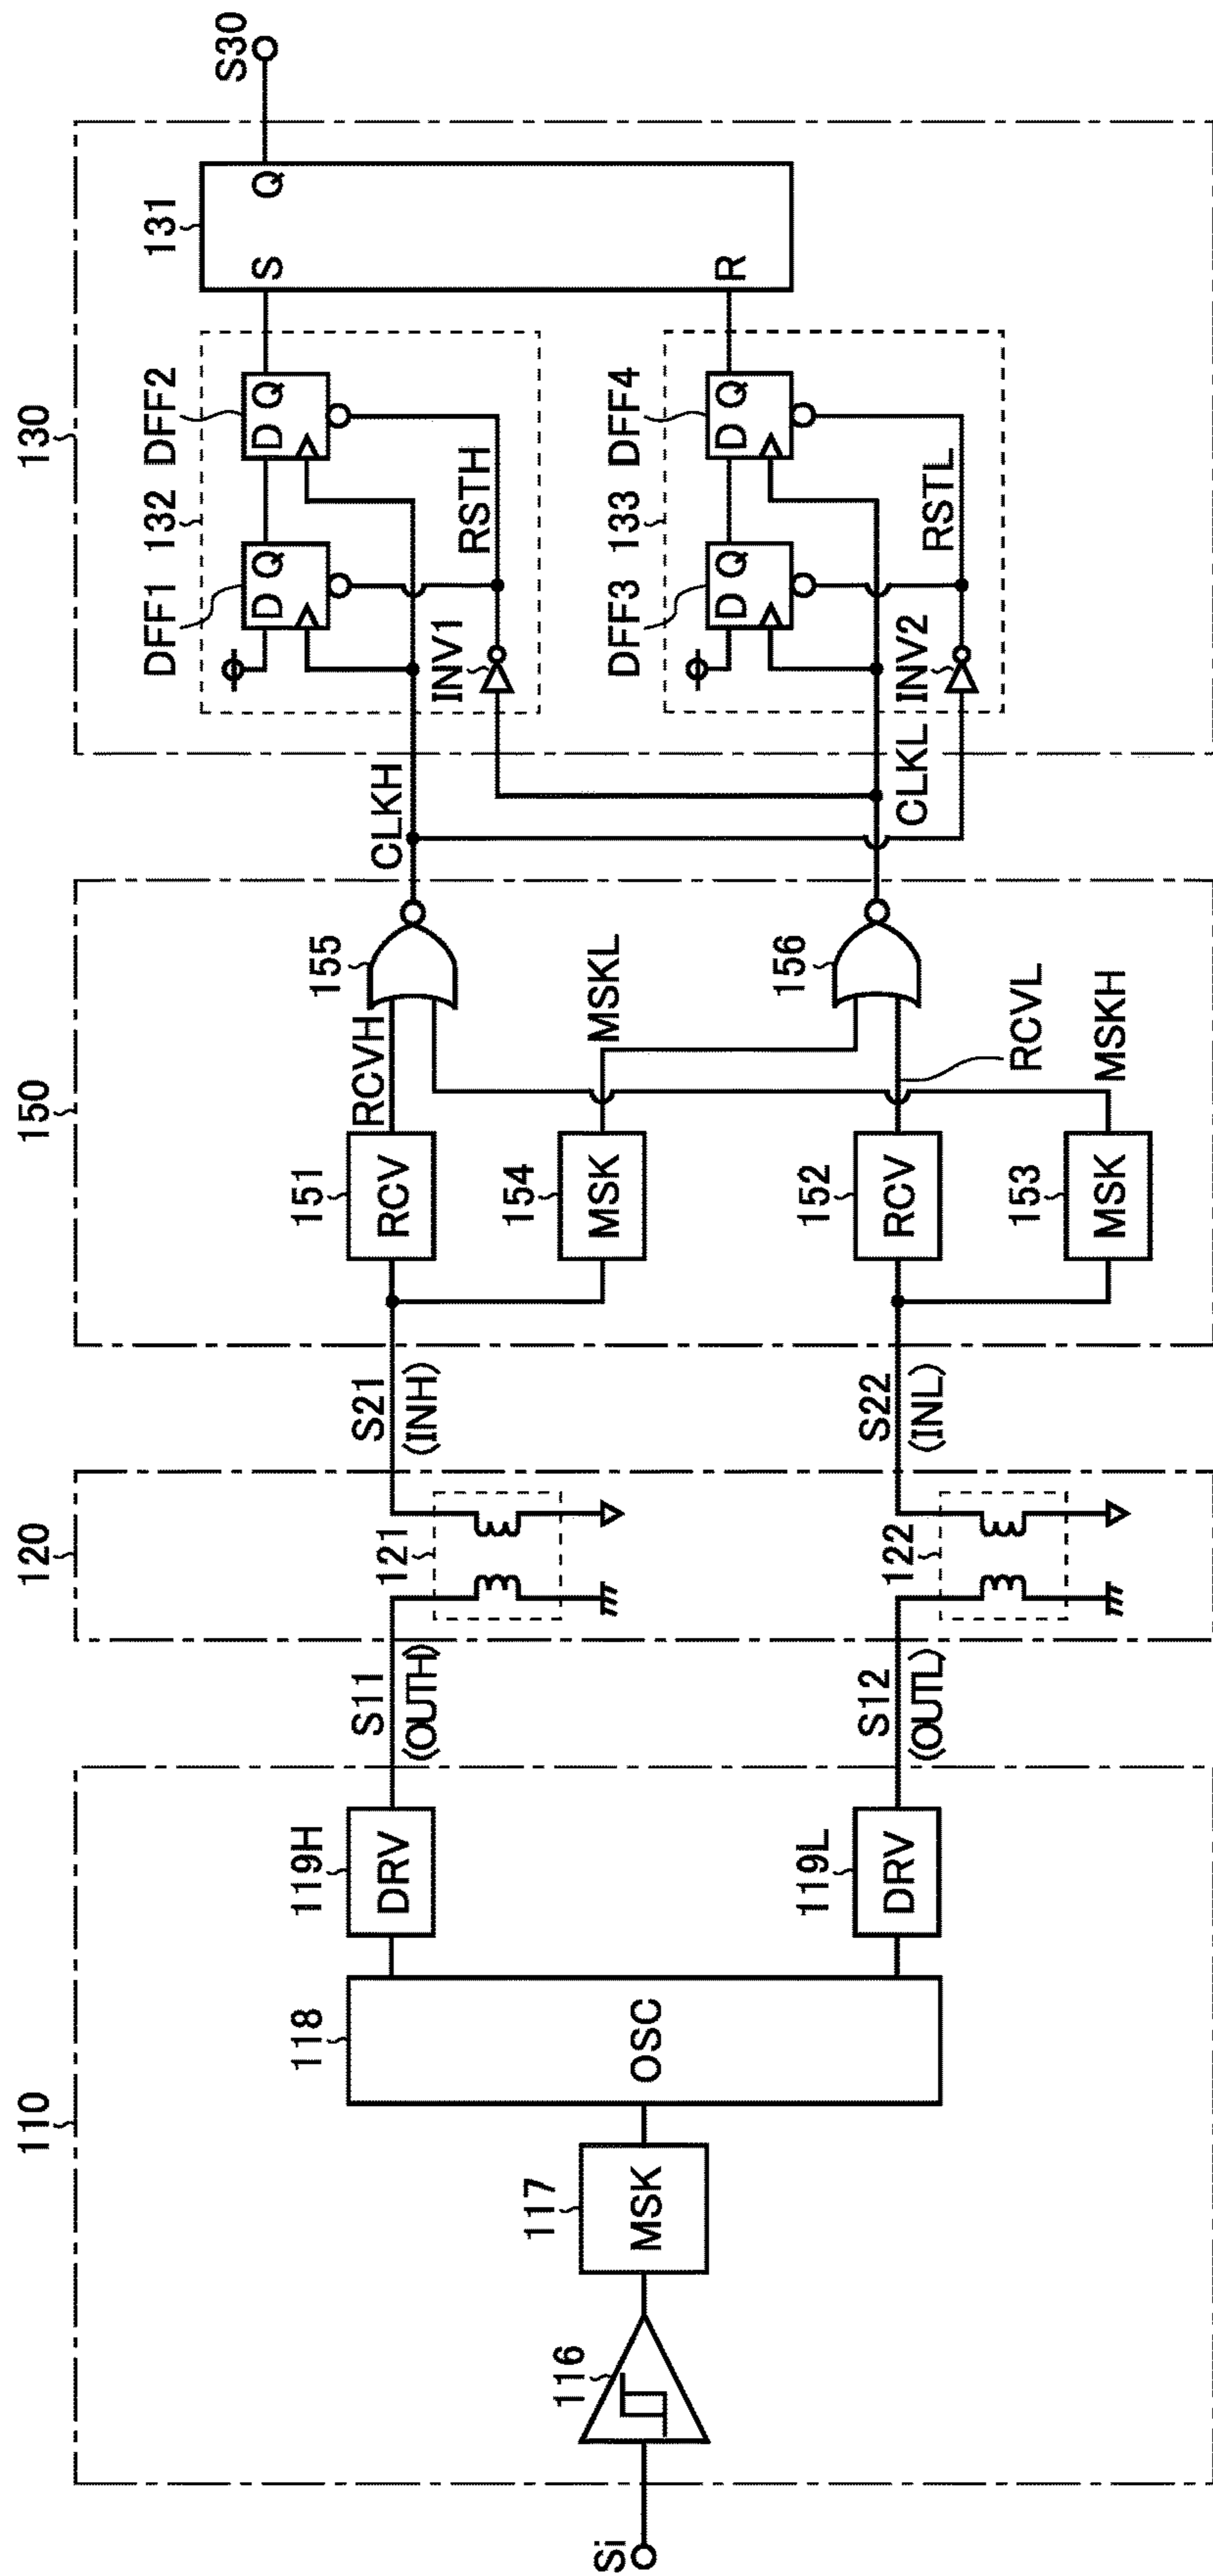 110
120
150
130
Si
116
117
MSK
118
OSC
119H
DRV
119L
DRV
S11
(OUTH)
S12
(OUTL)
121
122
S21
(INH)
S22
(INL)
151
RCV
154
MSK
152
RCV
153
MSK
RCVH
MSKL
RCVL
MSKH
155
156
CLKH
CLKL
DFF1
132
DFF2
D Q
D Q
INV1
RSTH
DFF3
133
DFF4
D Q
D Q
INV2
RSTL
131
S
Q
R
S30